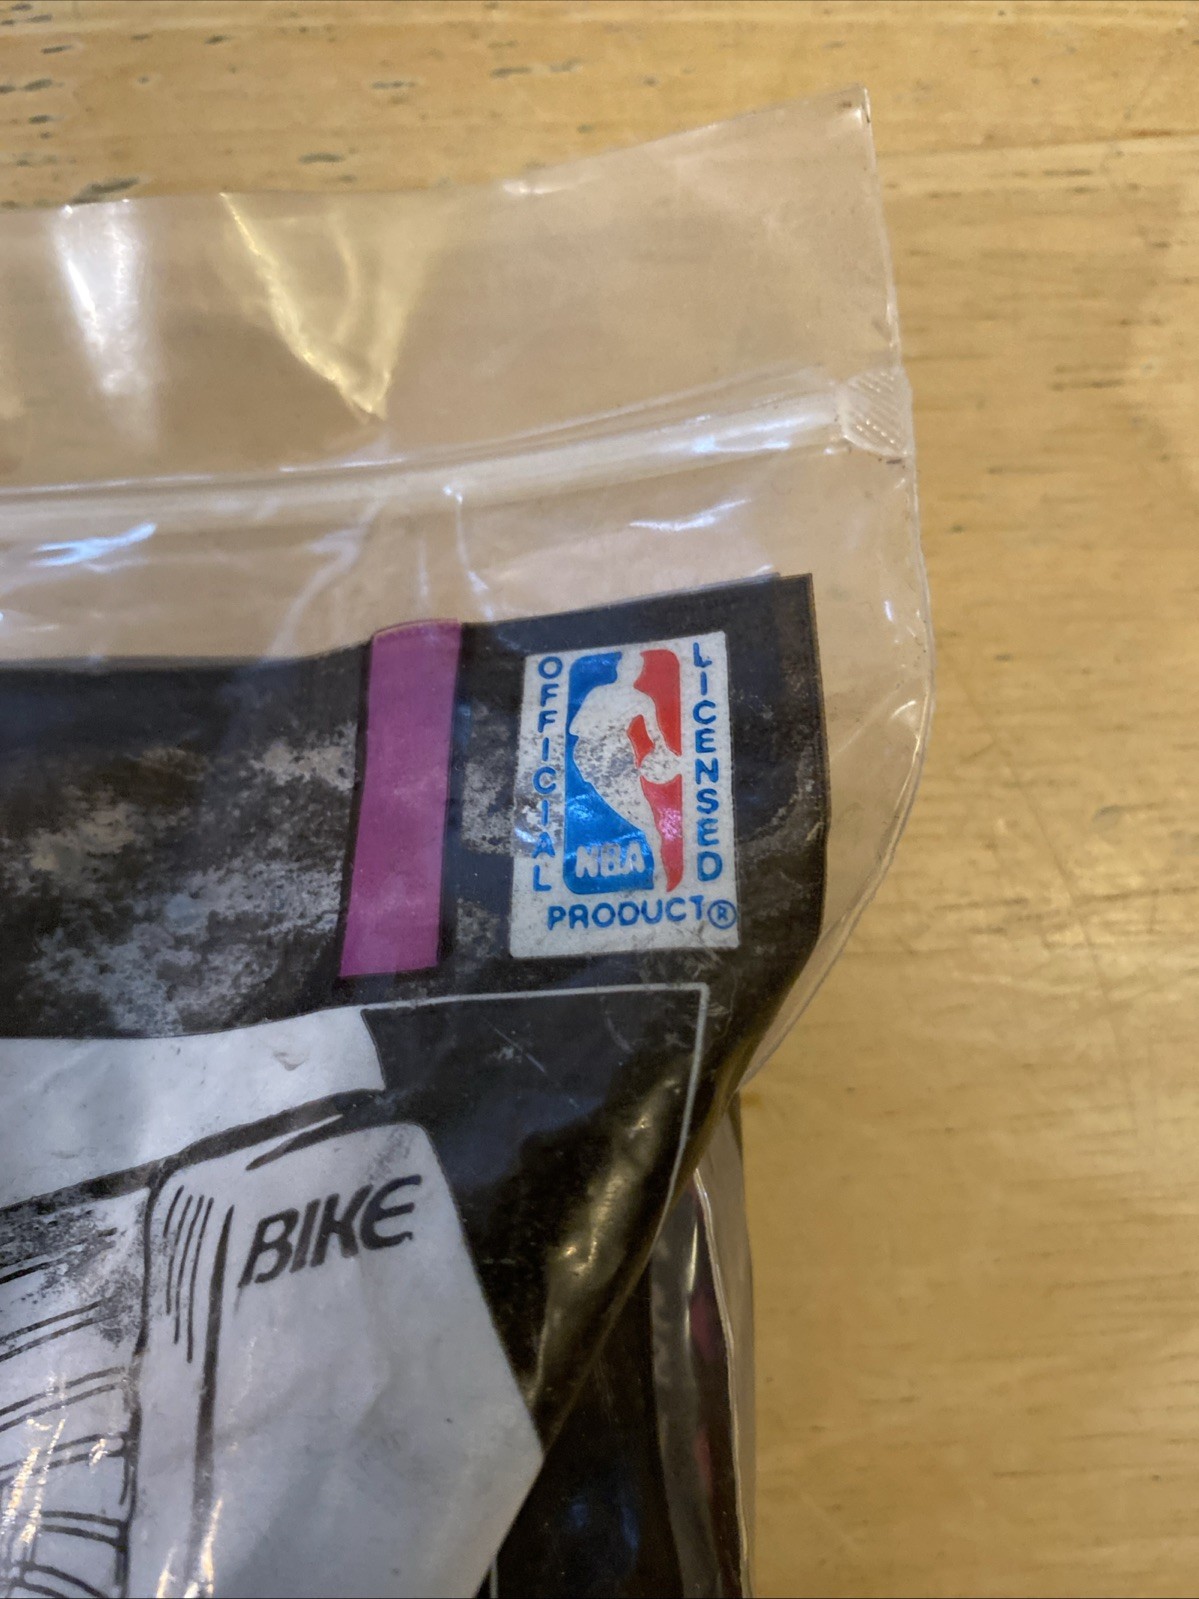 OFFICIAL
LICENSED
NBA
PRODUCT®
BIKE